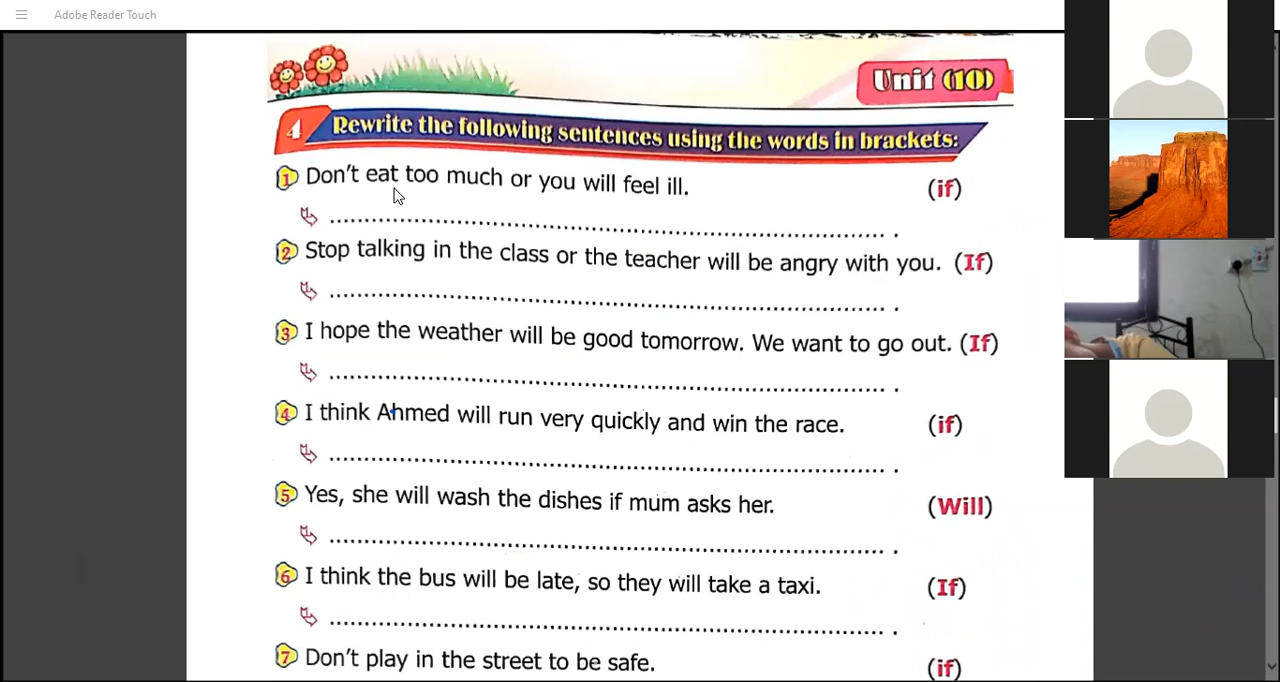 Adobe Reader Touch
Unit (10)
4 Rewrite the following sentences using the words in brackets:
1 Don't eat too much or you will feel ill. (if)
.
2 Stop talking in the class or the teacher will be angry with you. (If)
.
3 I hope the weather will be good tomorrow. We want to go out. (If)
.
4 I think Ahmed will run very quickly and win the race. (if)
.
5 Yes, she will wash the dishes if mum asks her. (Will)
.
6 I think the bus will be late, so they will take a taxi. (If)
.
7 Don't play in the street to be safe. (if)